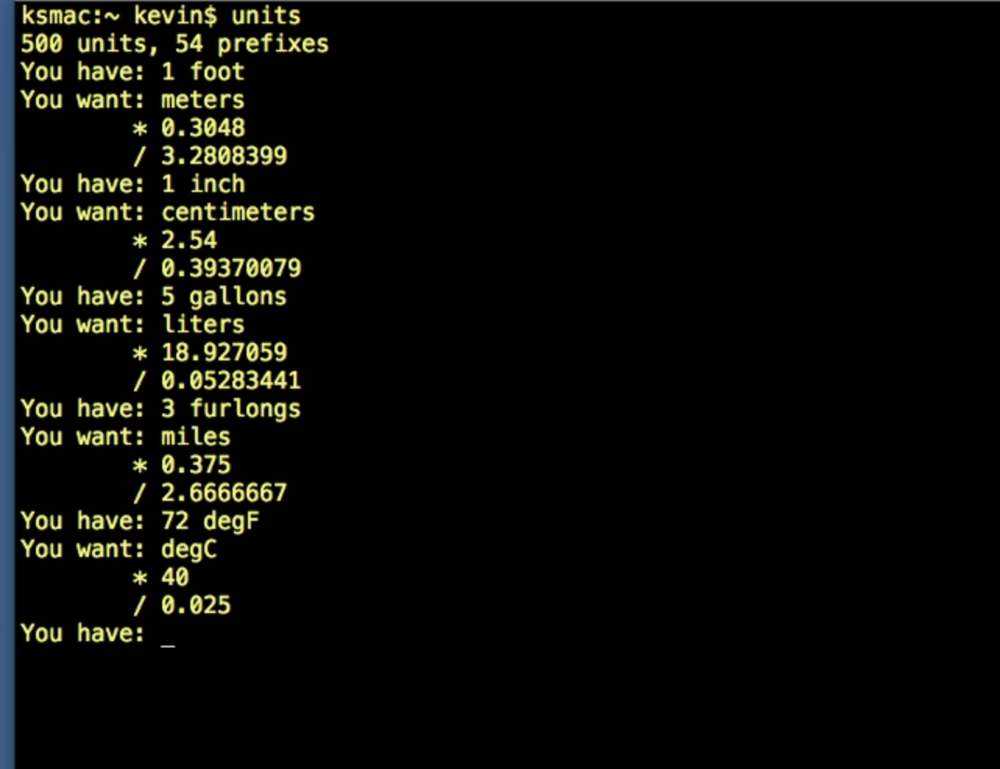 ksmac:~ kevin$ units
500 units, 54 prefixes
You have: 1 foot
You want: meters
* 0.3048
/ 3.2808399
You have: 1 inch
You want: centimeters
* 2.54
/ 0.39370079
You have: 5 gallons
You want: liters
* 18.927059
/ 0.05283441
You have: 3 furlongs
You want: miles
* 0.375
/ 2.6666667
You have: 72 degF
You want: degC
* 40
/ 0.025
You have: _